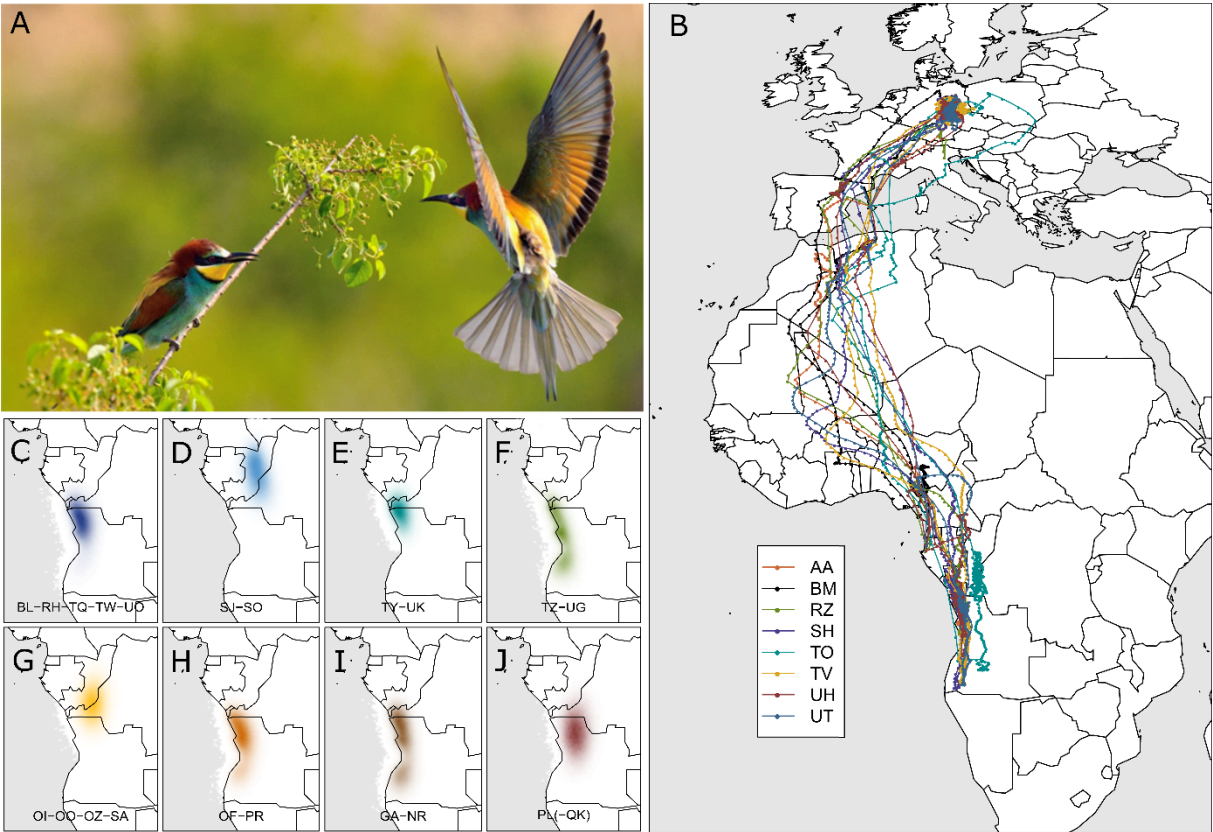 A
B
C
BL-RH-TQ-TW-UO
D
SJ-SO
E
TY-UK
F
TZ-UG
G
OI-OO-OZ-SA
H
OF-PR
I
GA-NR
J
PL(-QK)
AA
BM
RZ
SH
TO
TV
UH
UT